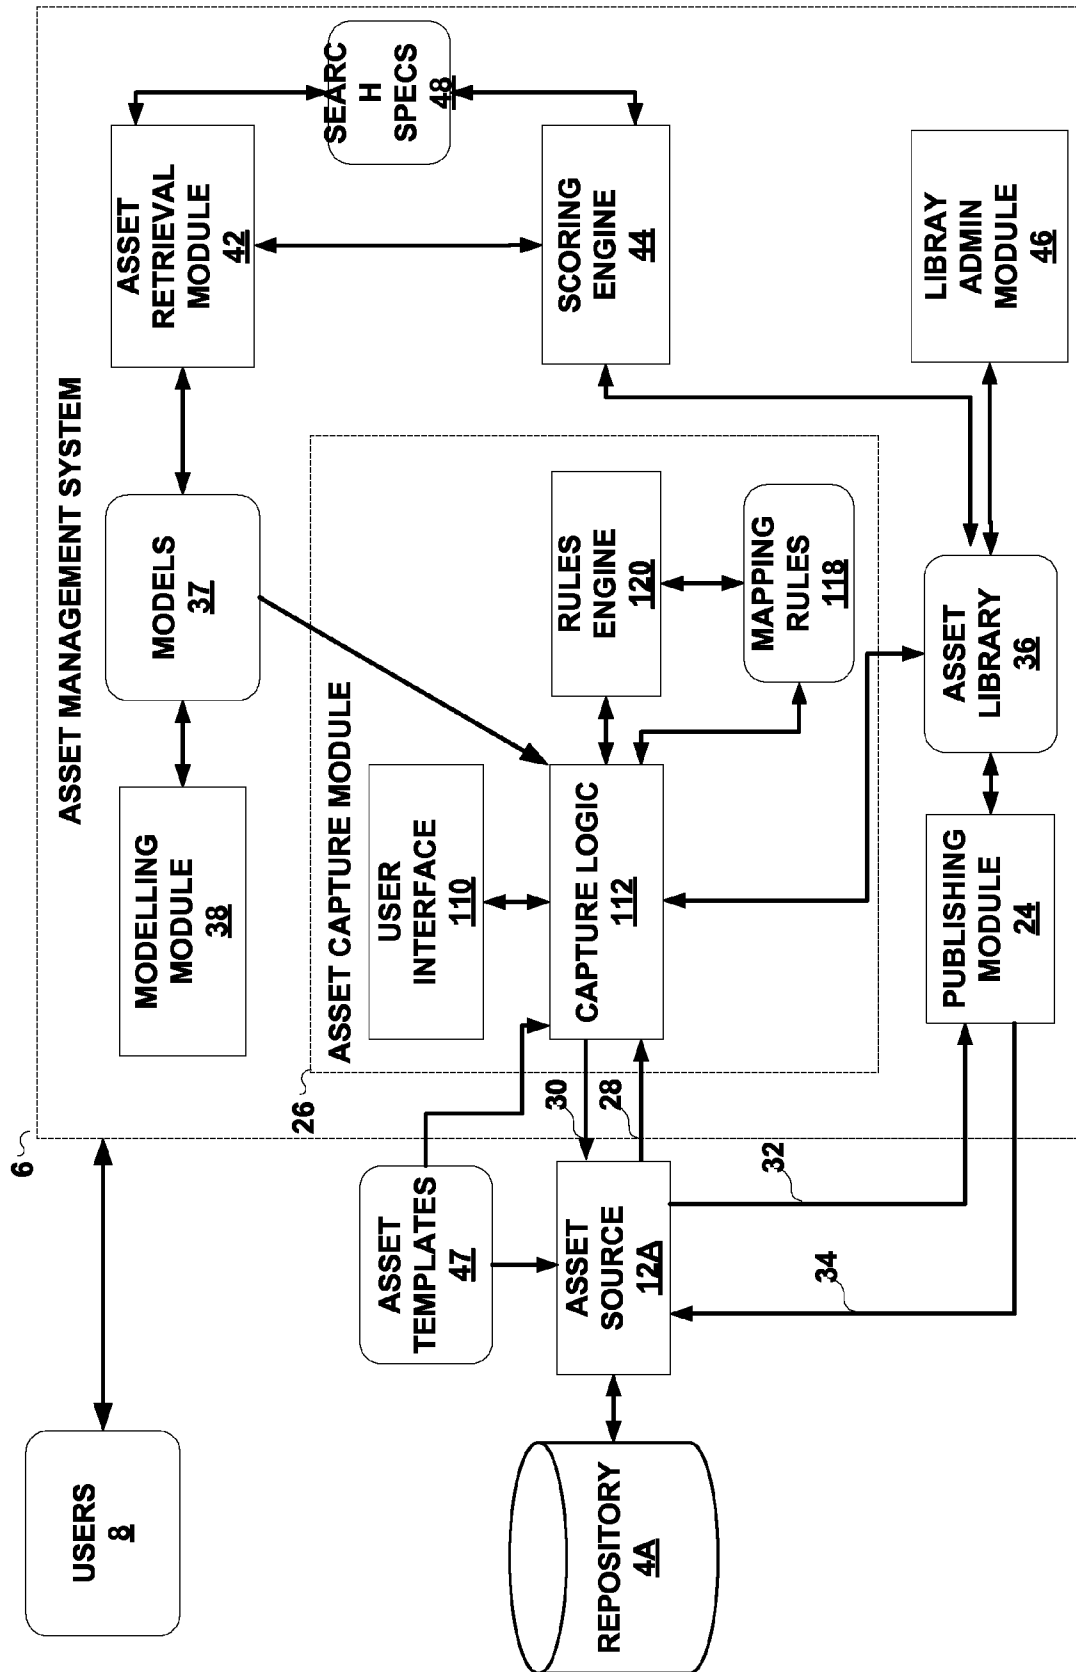 6
ASSET MANAGEMENT SYSTEM
USERS
8
MODELLING
MODULE
38
MODELS
37
ASSET
RETRIEVAL
MODULE
42
SEARC
H
SPECS
48
26
ASSET CAPTURE MODULE
ASSET
TEMPLATES
47
USER
INTERFACE
110
REPOSITORY
4A
ASSET
SOURCE
12A
30
28
CAPTURE LOGIC
112
RULES
ENGINE
120
SCORING
ENGINE
44
MAPPING
RULES
118
32
34
PUBLISHING
MODULE
24
ASSET
LIBRARY
36
LIBRAY
ADMIN
MODULE
46